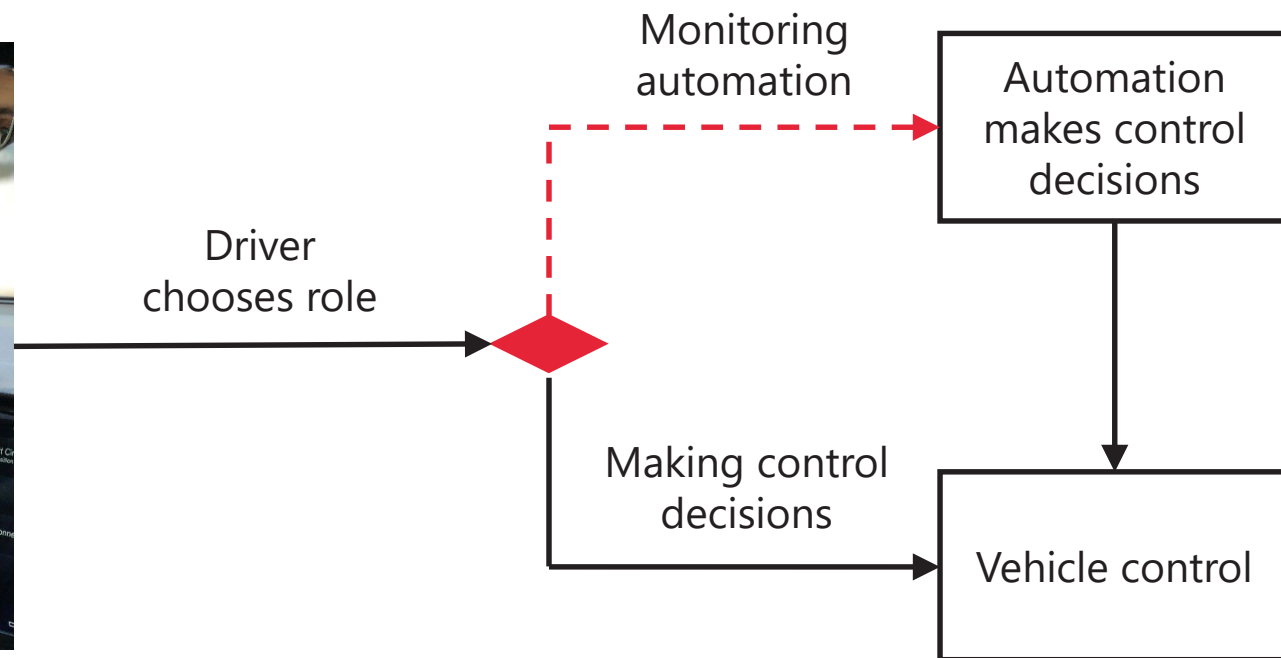 Monitoring
automation
Automation
makes control
decisions
Driver
chooses role
Making control
decisions
Vehicle control